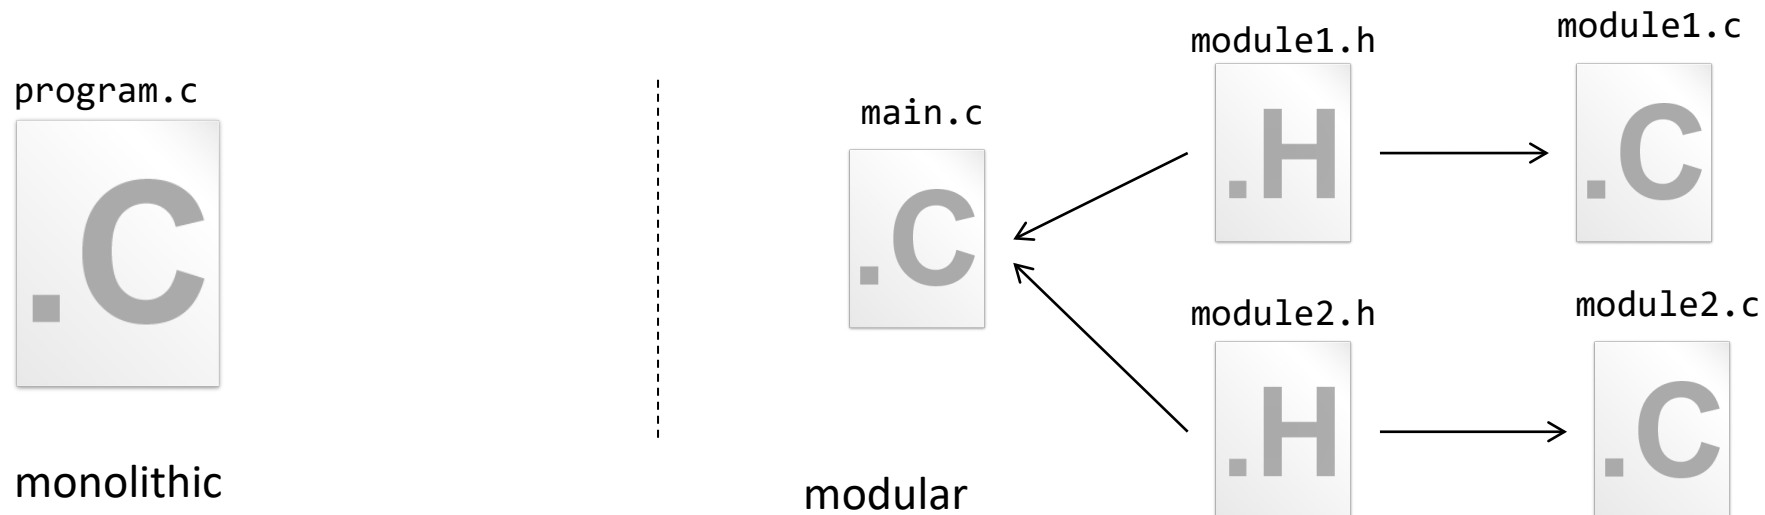 program.c
.C
monolithic
main.c
.C
modular
module1.h
.H
module1.c
.C
module2.h
.H
module2.c
.C